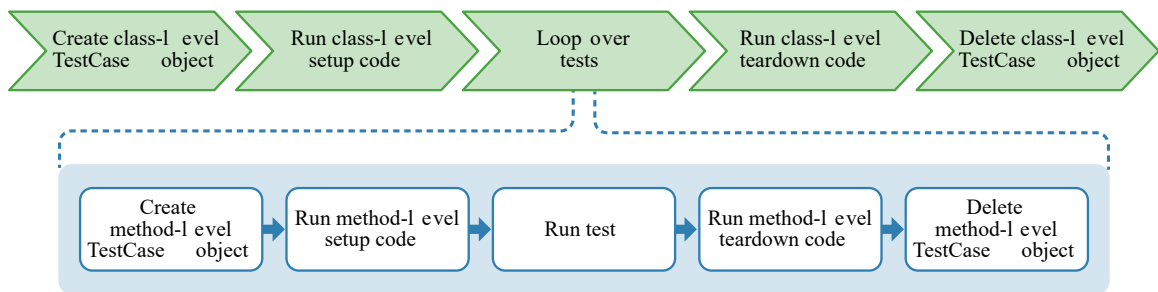 Create class-l evel
TestCase object
Run class-l evel
setup code
Loop over
tests
Run class-l evel
teardown code
Delete class-l evel
TestCase object
Create
method-l evel
TestCase object
Run method-l evel
setup code
Run test
Run method-l evel
teardown code
Delete
method-l evel
TestCase object